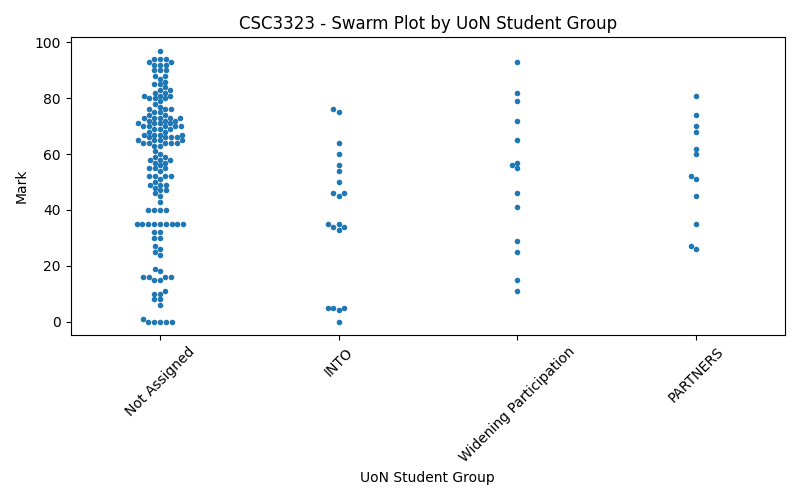 CSC3323 - Swarm Plot by UoN Student Group
100
80
60
40
20
0
Mark
Not Assigned
INTO
Widening Participation
PARTNERS
UoN Student Group